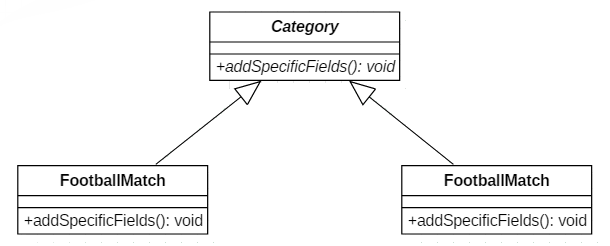 Category
+addSpecificFields(): void
FootballMatch
+addSpecificFields(): void
FootballMatch
+addSpecificFields(): void